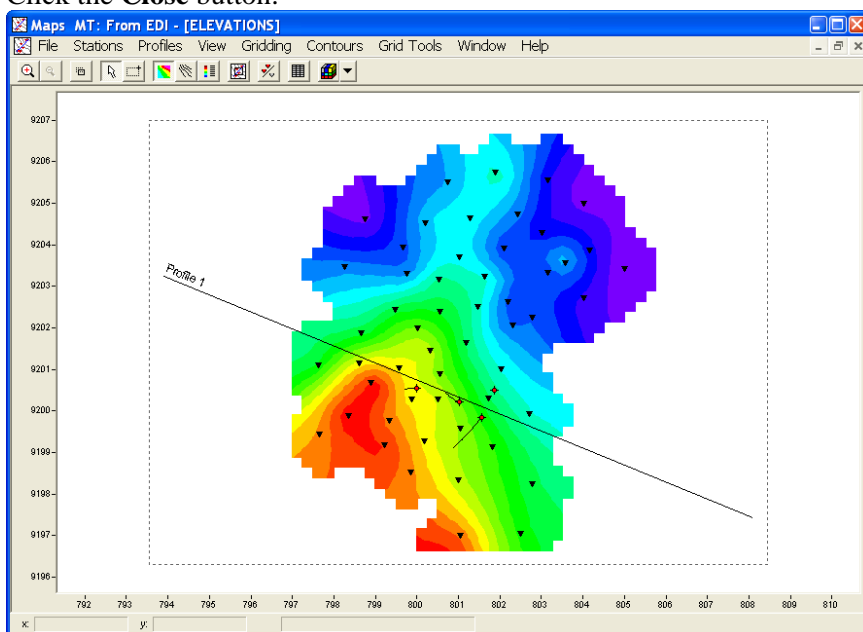 Click the Close button.
Maps MT: From EDI - [ELEVATIONS]
File Stations Profiles View Gridding Contours Grid Tools Window Help
9207
9206
9205
9204
9203
9202
9201
9200
9199
9198
9197
9196
Profile 1
792 793 794 795 796 797 798 799 800 801 802 803 804 805 806 807 808 809 810
x: y: